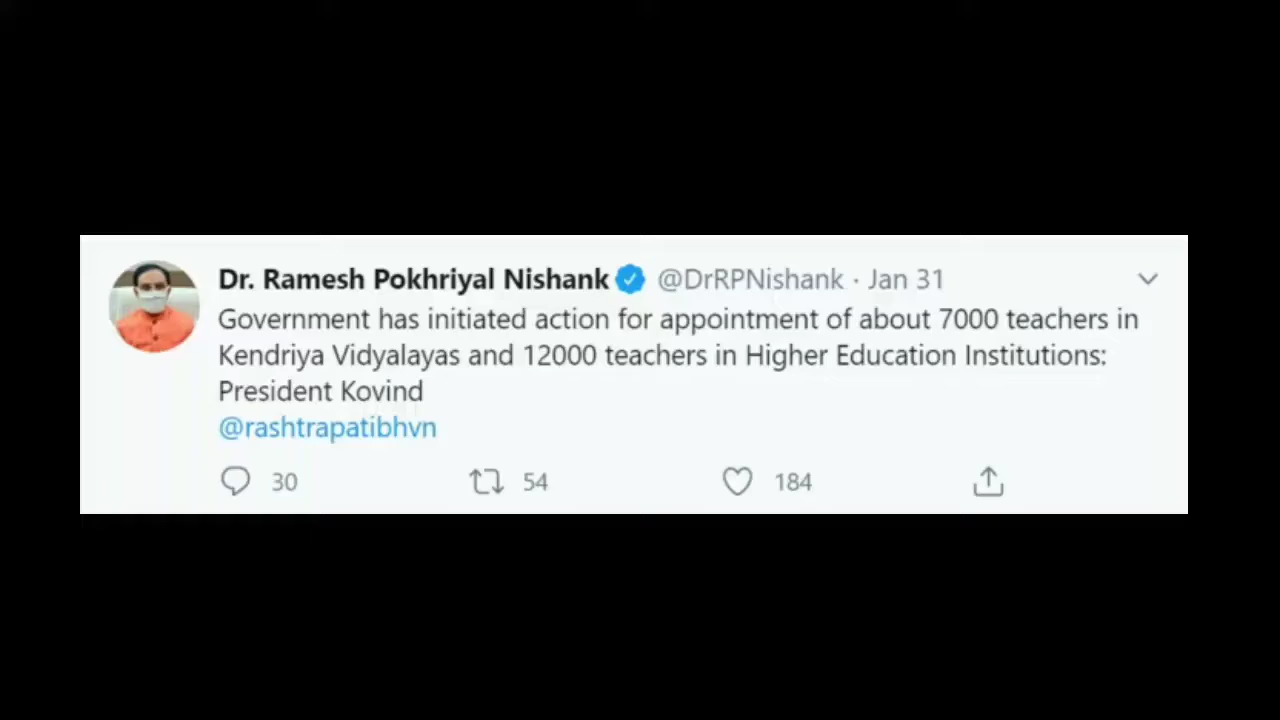 Dr. Ramesh Pokhriyal Nishank @DrRPNishank · Jan 31
Government has initiated action for appointment of about 7000 teachers in
Kendriya Vidyalayas and 12000 teachers in Higher Education Institutions:
President Kovind
@rashtrapatibhvn
30 54 184